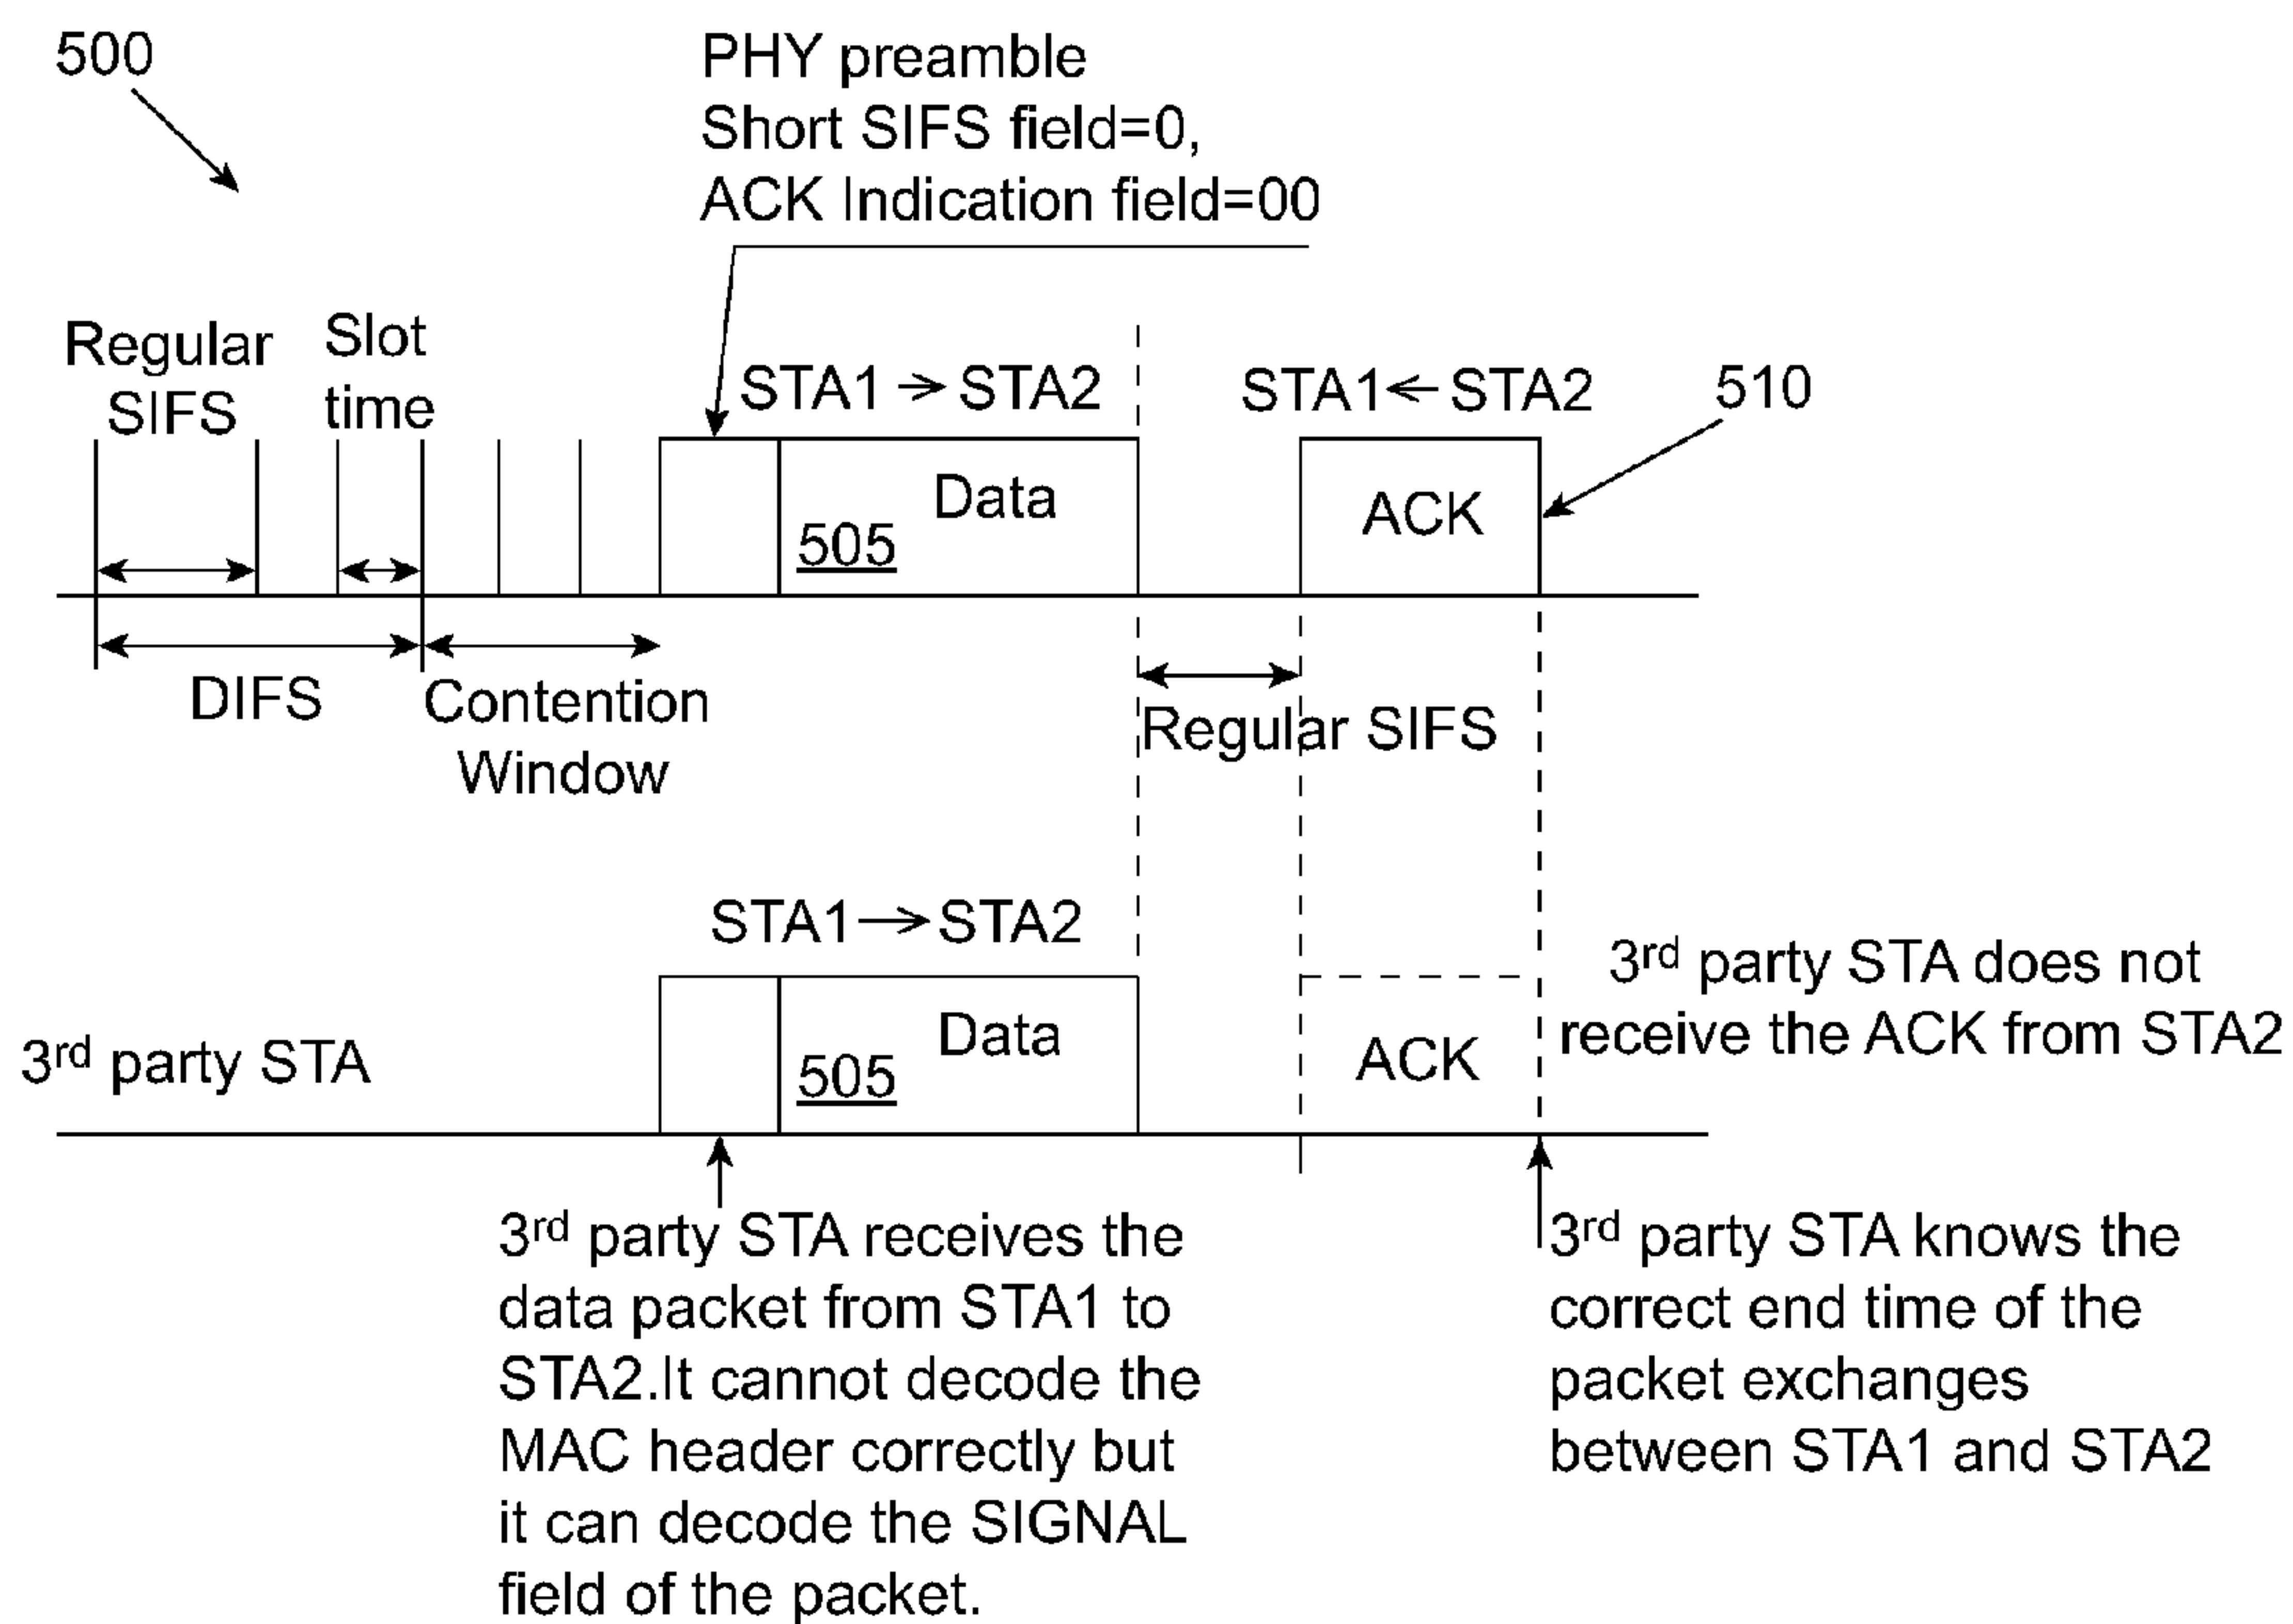 500
PHY preamble
Short SIFS field=0,
ACK Indication field=00
Regular
SIFS
Slot
time
STA1 → STA2
STA1← STA2
510
Data
505
ACK
DIFS
Contention
Window
Regular SIFS
STA1 → STA2
3rd party STA
Data
505
ACK
3rd party STA does not
receive the ACK from STA2
3rd party STA receives the
data packet from STA1 to
STA2.It cannot decode the
MAC header correctly but
it can decode the SIGNAL
field of the packet.
3rd party STA knows the
correct end time of the
packet exchanges
between STA1 and STA2